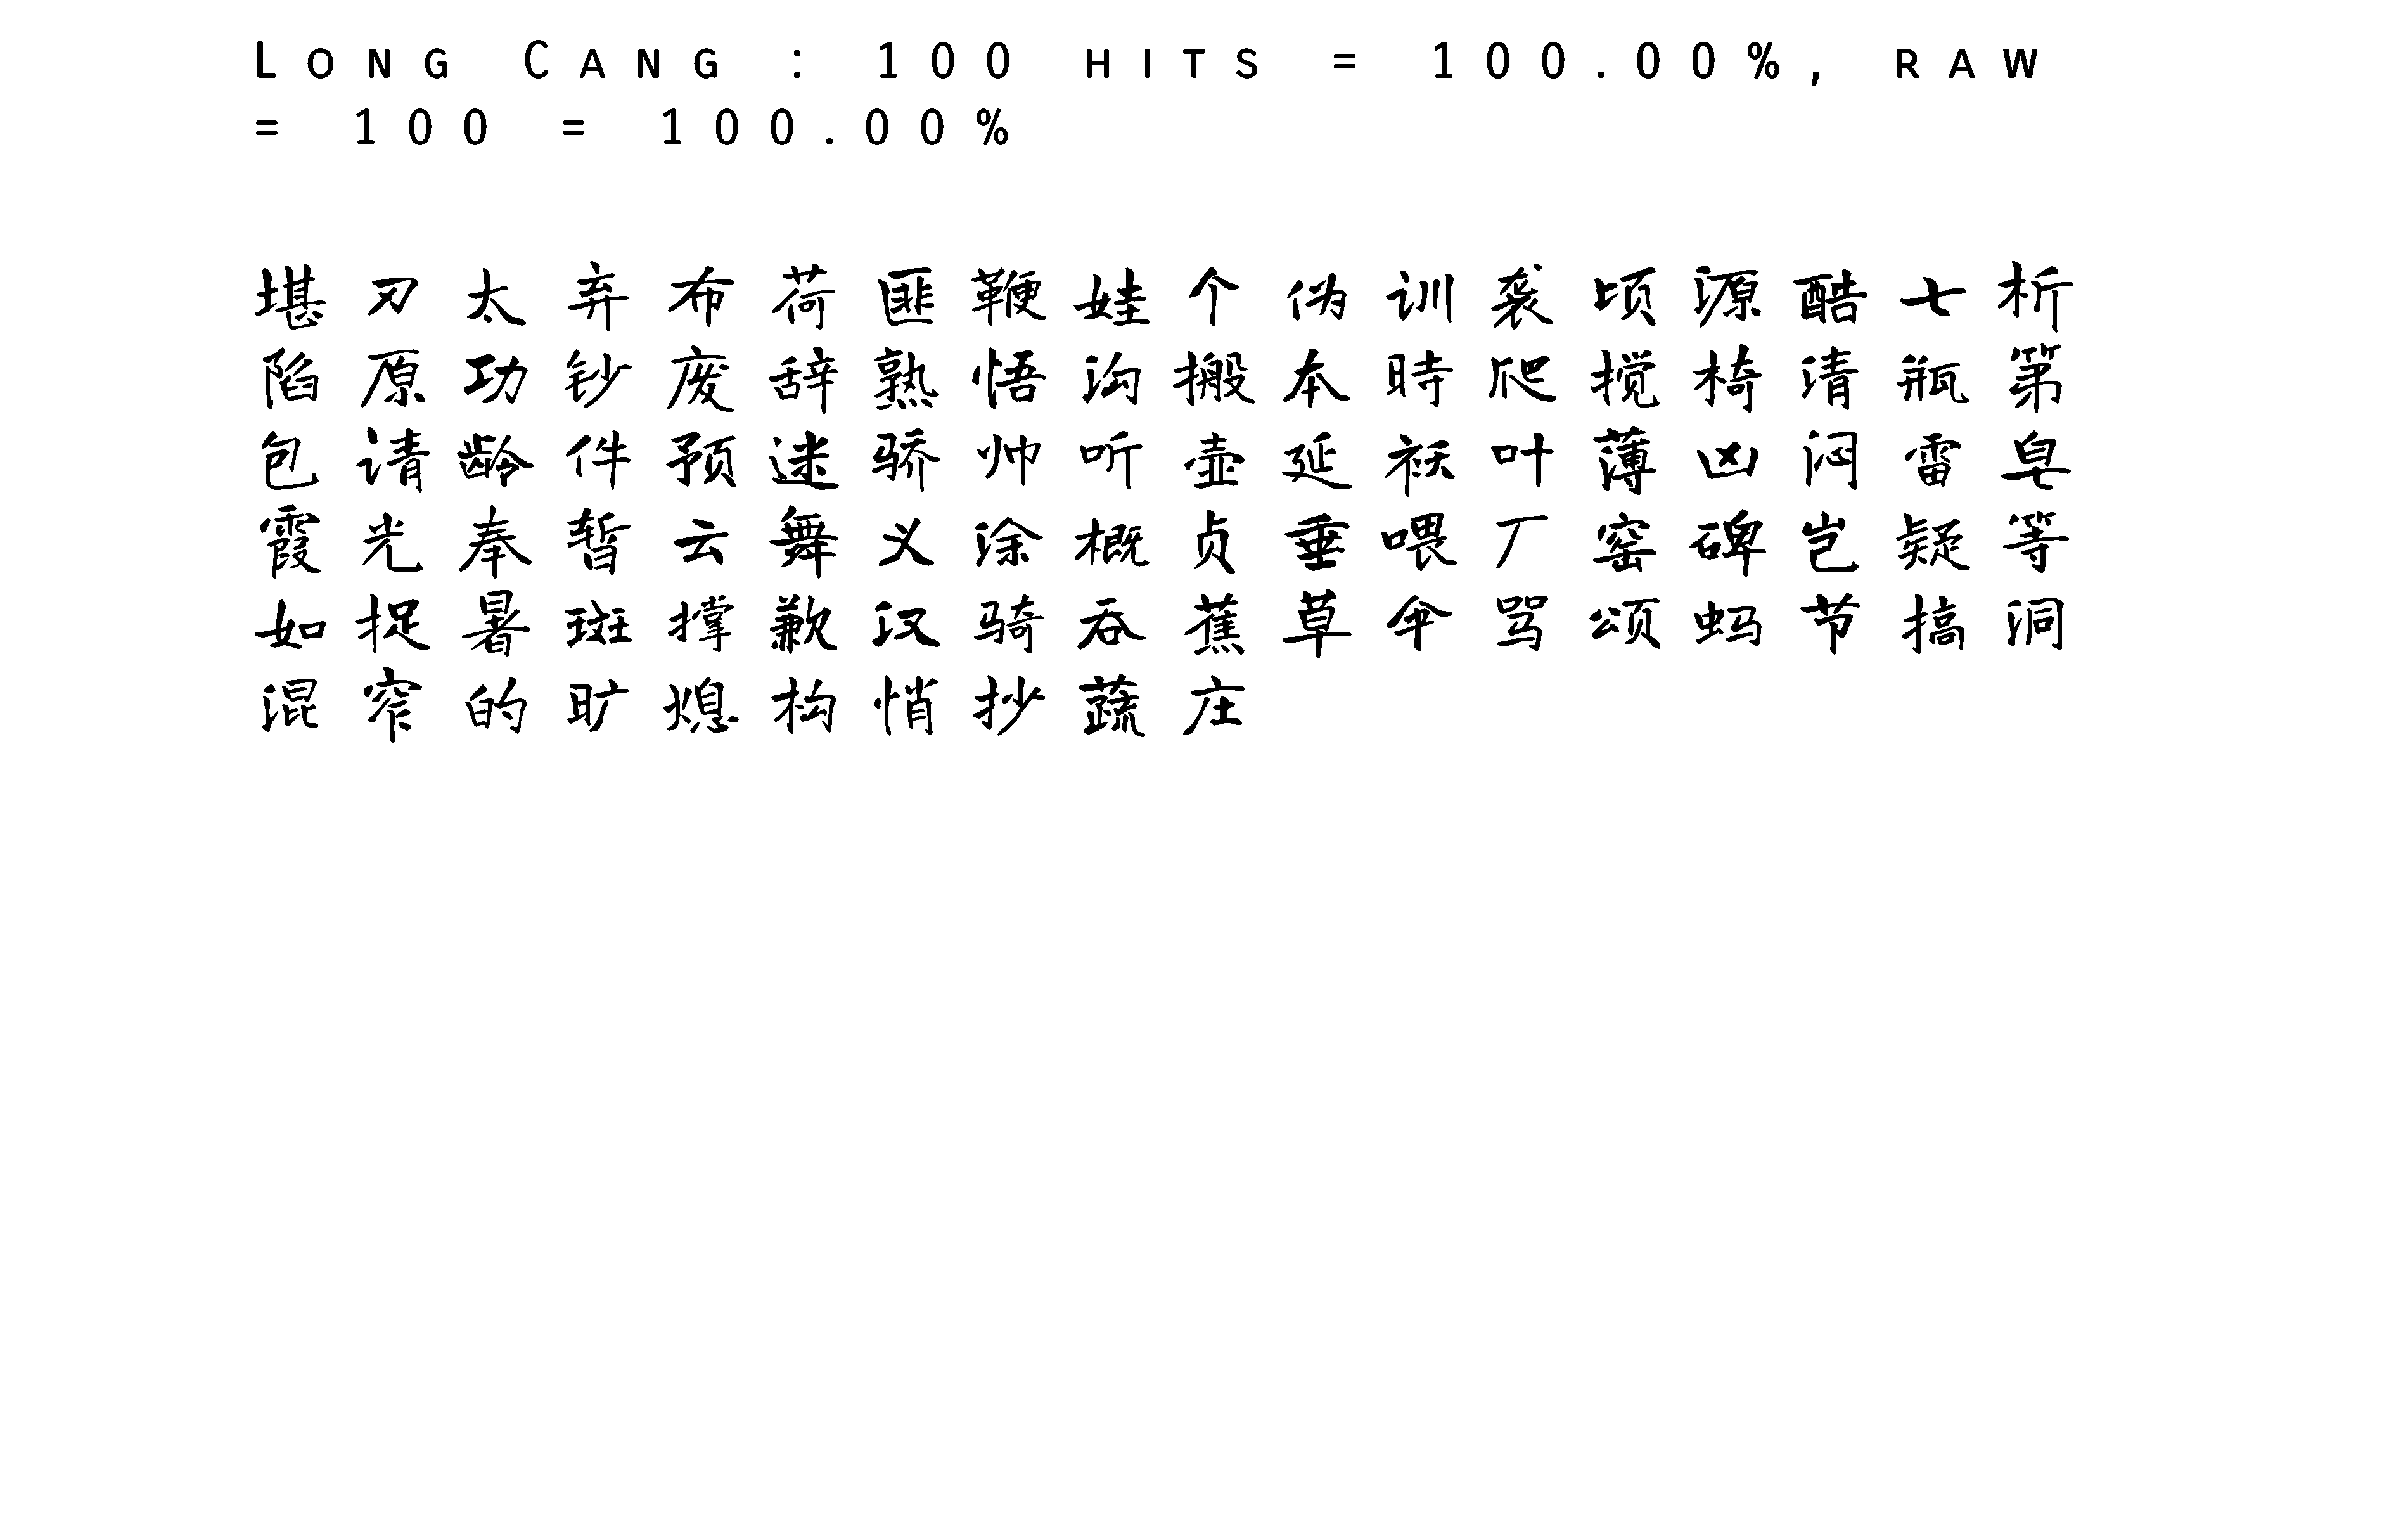 Long Cang : 100 hits = 100.00%, raw
= 100 = 100.00%
堪刃太弃布荷匪鞭娃个伪训袭顷源酷七析
陷原功钞废辞熟悟沟搬本時爬搅椅清瓶第
包请龄件预迷骄帅听壶延袄叶薄凶闷雷皂
霞光奉暂云舞义涂概贞垂喂厂窑碑岂疑等
如捉暑斑撑歉汉骑吞蕉草伞骂颂蚂节搞洞
混窄的旷熄构悄抄蔬庄